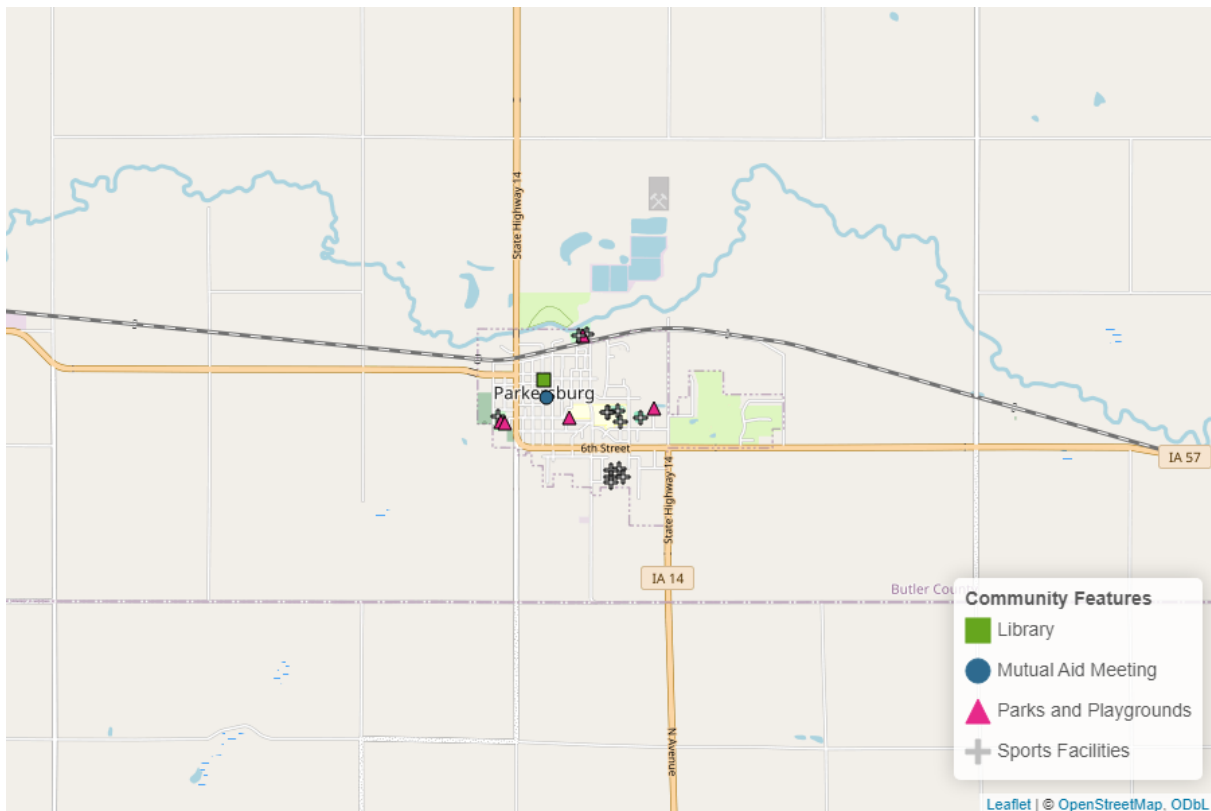 State Highway 14
Parkersburg
6th Street
State Highway 14
IA 57
IA 14
Butler County
N Avenue
Community Features
Library
Mutual Aid Meeting
Parks and Playgrounds
Sports Facilities
Leaflet | © OpenStreetMap, ODbL